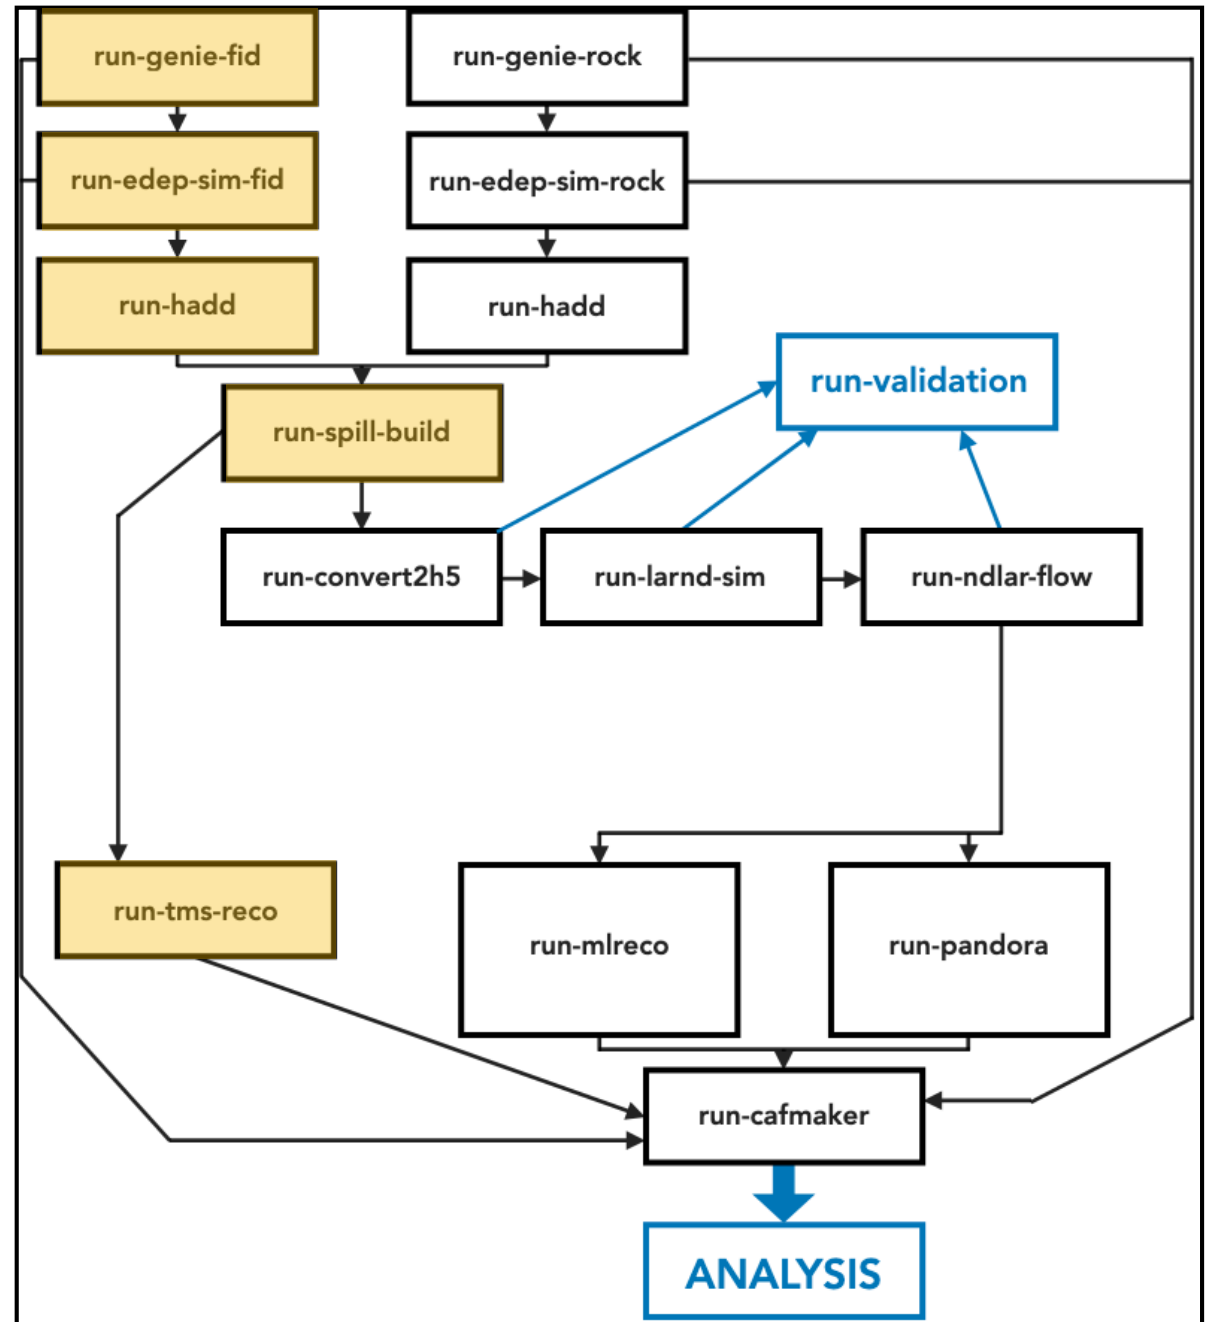 run-genie-fid
run-genie-rock
run-edep-sim-fid
run-edep-sim-rock
run-hadd
run-hadd
run-validation
run-spill-build
run-convert2h5
run-larnd-sim
run-ndlar-flow
run-tms-reco
run-mlreco
run-pandora
run-cafmaker
ANALYSIS